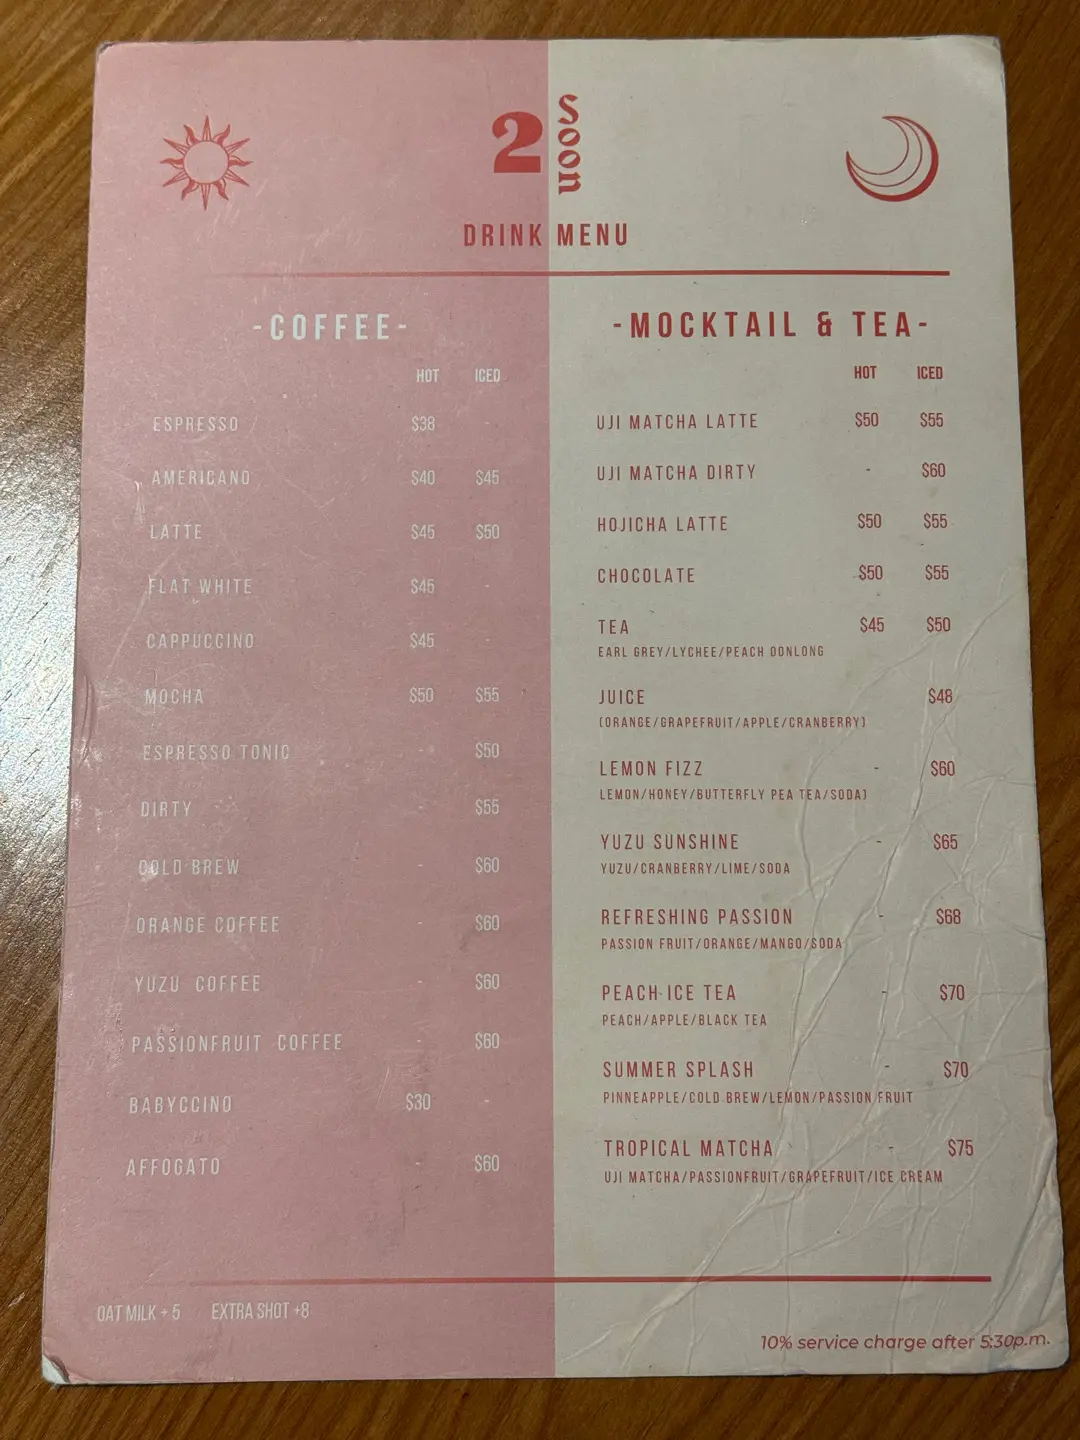 2 Soon
DRINK MENU
-COFFEE-
HOT ICED
ESPRESSO $38 -
AMERICANO $40 $45
LATTE $45 $50
FLAT WHITE $45 -
CAPPUCCINO $45 -
MOCHA $50 $55
ESPRESSO TONIC - $50
DIRTY - $55
COLD BREW - $60
ORANGE COFFEE - $60
YUZU COFFEE - $60
PASSIONFRUIT COFFEE - $60
BABYCCINO $30 -
AFFOGATO - $60
OAT MILK + 5 EXTRA SHOT +8
-MOCKTAIL & TEA-
HOT ICED
UJI MATCHA LATTE $50 $55
UJI MATCHA DIRTY - $60
HOJICHA LATTE $50 $55
CHOCOLATE $50 $55
TEA $45 $50
EARL GREY/LYCHEE/PEACH OONLONG
JUICE $48
(ORANGE/GRAPEFRUIT/APPLE/CRANBERRY)
LEMON FIZZ - $60
LEMON/HONEY/BUTTERFLY PEA TEA/SODA)
YUZU SUNSHINE - $65
YUZU/CRANBERRY/LIME/SODA
REFRESHING PASSION - $68
PASSION FRUIT/ORANGE/MANGO/SODA
PEACH ICE TEA - $70
PEACH/APPLE/BLACK TEA
SUMMER SPLASH - $70
PINNEAPPLE/COLD BREW/LEMON/PASSION FRUIT
TROPICAL MATCHA - $75
UJI MATCHA/PASSIONFRUIT/GRAPEFRUIT/ICE CREAM
10% service charge after 5:30p.m.